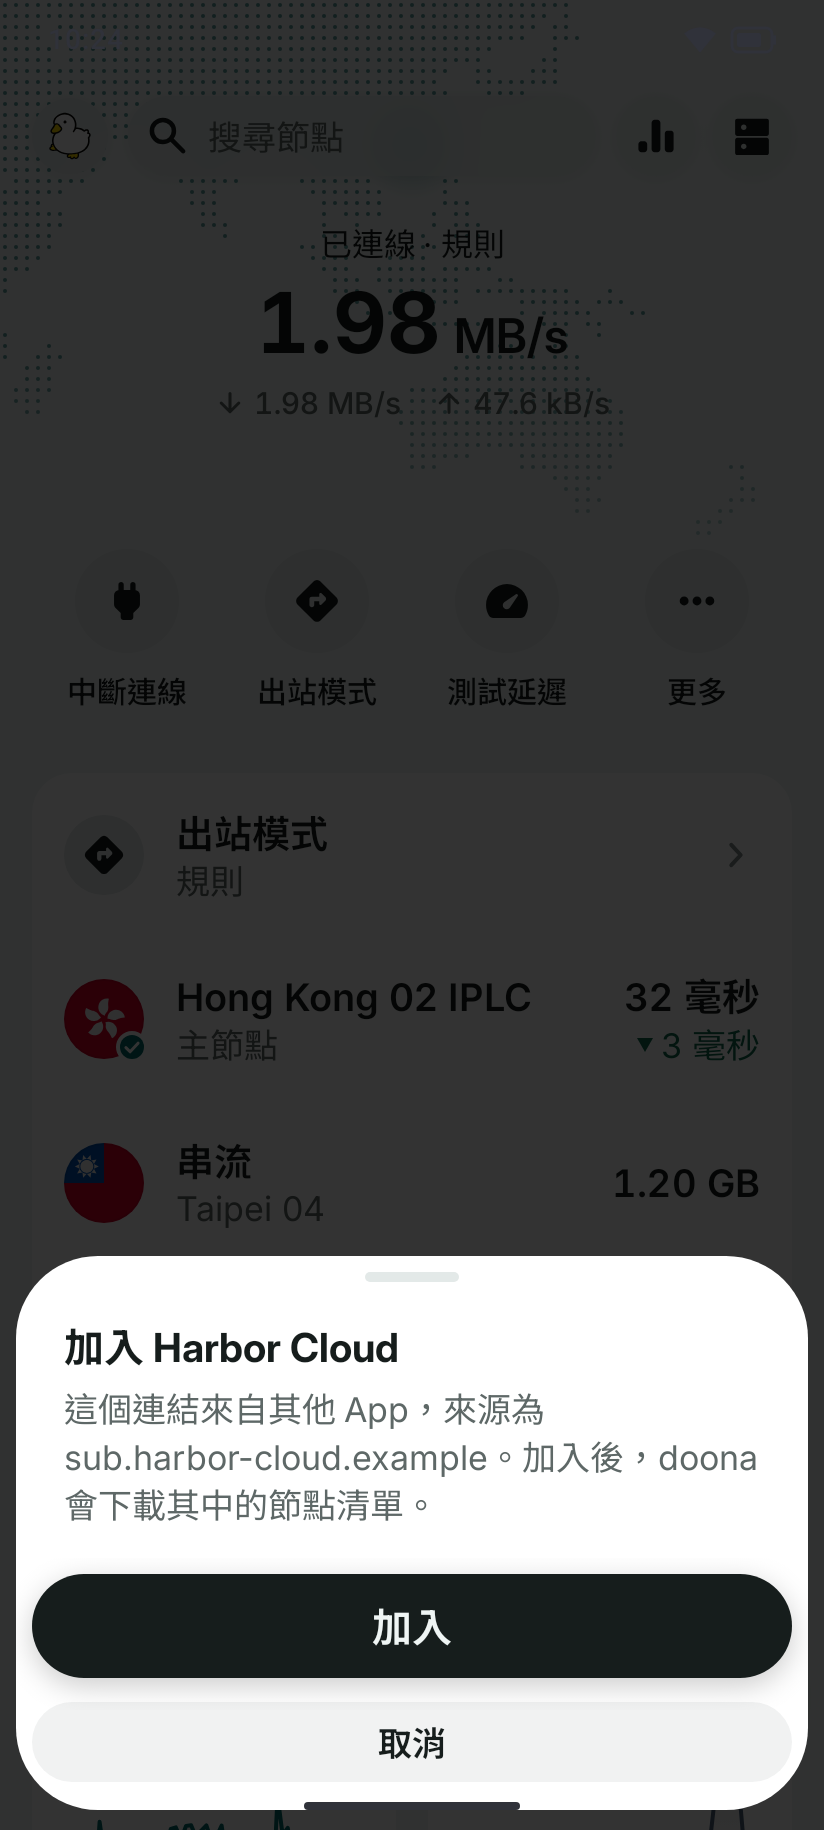 搜尋節點
已連線 · 規則
1.98 MB/s
↓ 1.98 MB/s ↑ 47.6 kB/s
中斷連線 出站模式 測試延遲 更多
出站模式
規則
Hong Kong 02 IPLC 32 毫秒
主節點 ▼3 毫秒
串流
Taipei 04 1.20 GB
加入 Harbor Cloud
這個連結來自其他 App，來源為
sub.harbor-cloud.example。加入後，doona
會下載其中的節點清單。
加入
取消